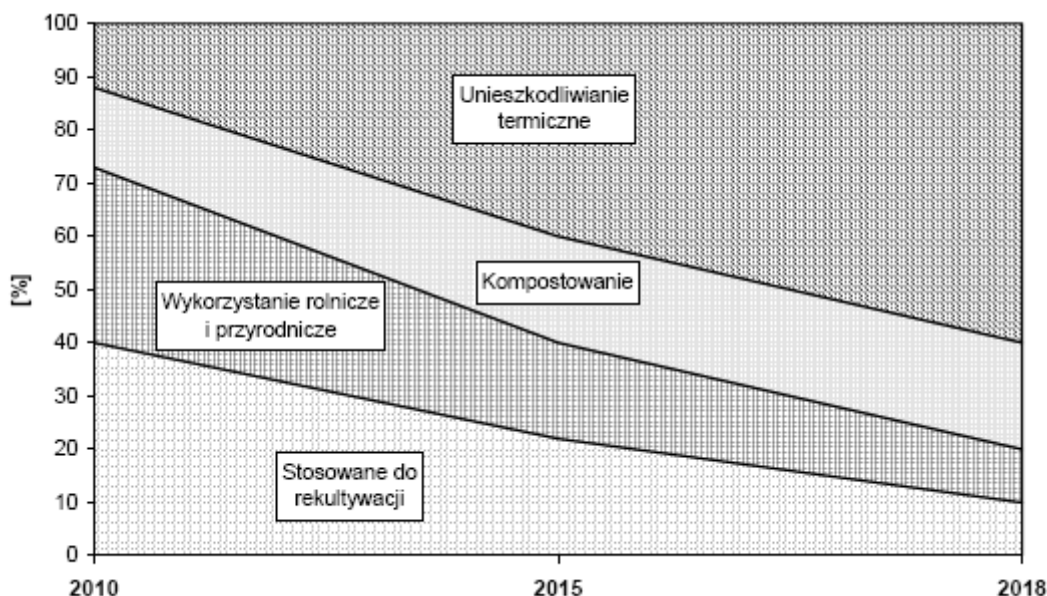 100
90
80
70
60
50
40
30
20
10
0
[%]
Unieszkodliwianie
termiczne
Kompostowanie
Wykorzystanie rolnicze
i przyrodnicze
Stosowane do
rekultywacji
2010
2015
2018